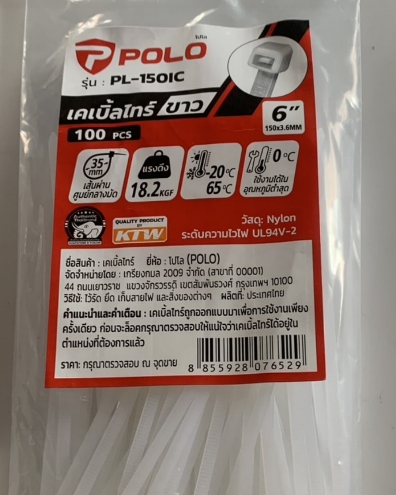 POLO โปโล
รุ่น : PL-150IC
เคเบิ้ลไทร์ ขาว
100 PCS
6"
150x3.6MM
35-mm
เส้นผ่านศูนย์กลางมัด
แรงดึง
18.2KGF
-20°C
65°C
0°C
ใช้งานได้ใน
อุณหภูมิต่ำสุด
QUALITY PRODUCT
KTW
วัสดุ: Nylon
ระดับความไวไฟ UL94V-2
ชื่อสินค้า : เคเบิ้ลไทร์ ยี่ห้อ : โปโล (POLO)
จัดจำหน่ายโดย : เกรียงกมล 2009 จำกัด (สาขาที่ 00001)
44 ถนนเยาวราช แขวงจักรวรรดิ เขตสัมพันธวงศ์ กรุงเทพฯ 10100
วิธีใช้: ไว้รัด ยึด เก็บสายไฟ และสิ่งของต่างๆ ผลิตที่: ประเทศไทย
คำแนะนำและคำเตือน : เคเบิ้ลไทร์ถูกออกแบบมาเพื่อการใช้งานเพียง
ครั้งเดียว ก่อนจะล็อคกรุณาตรวจสอบให้แน่ใจว่าเคเบิ้ลไทร์ได้อยู่ใน
ตำแหน่งที่ต้องการแล้ว
ราคา: กรุณาตรวจสอบ ณ จุดขาย
8 855928 076529